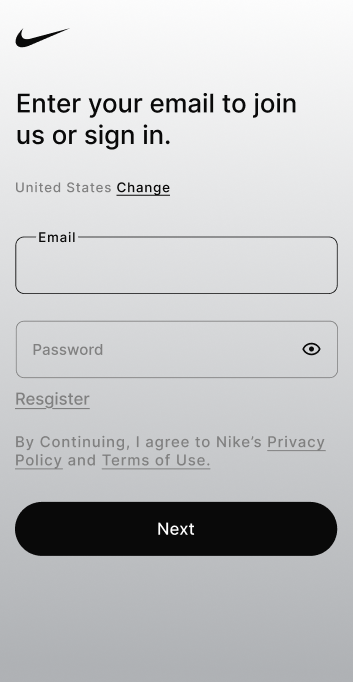 Enter your email to join
us or sign in.
United States Change
Email
Password
Resgister
By Continuing, I agree to Nike’s Privacy
Policy and Terms of Use.
Next